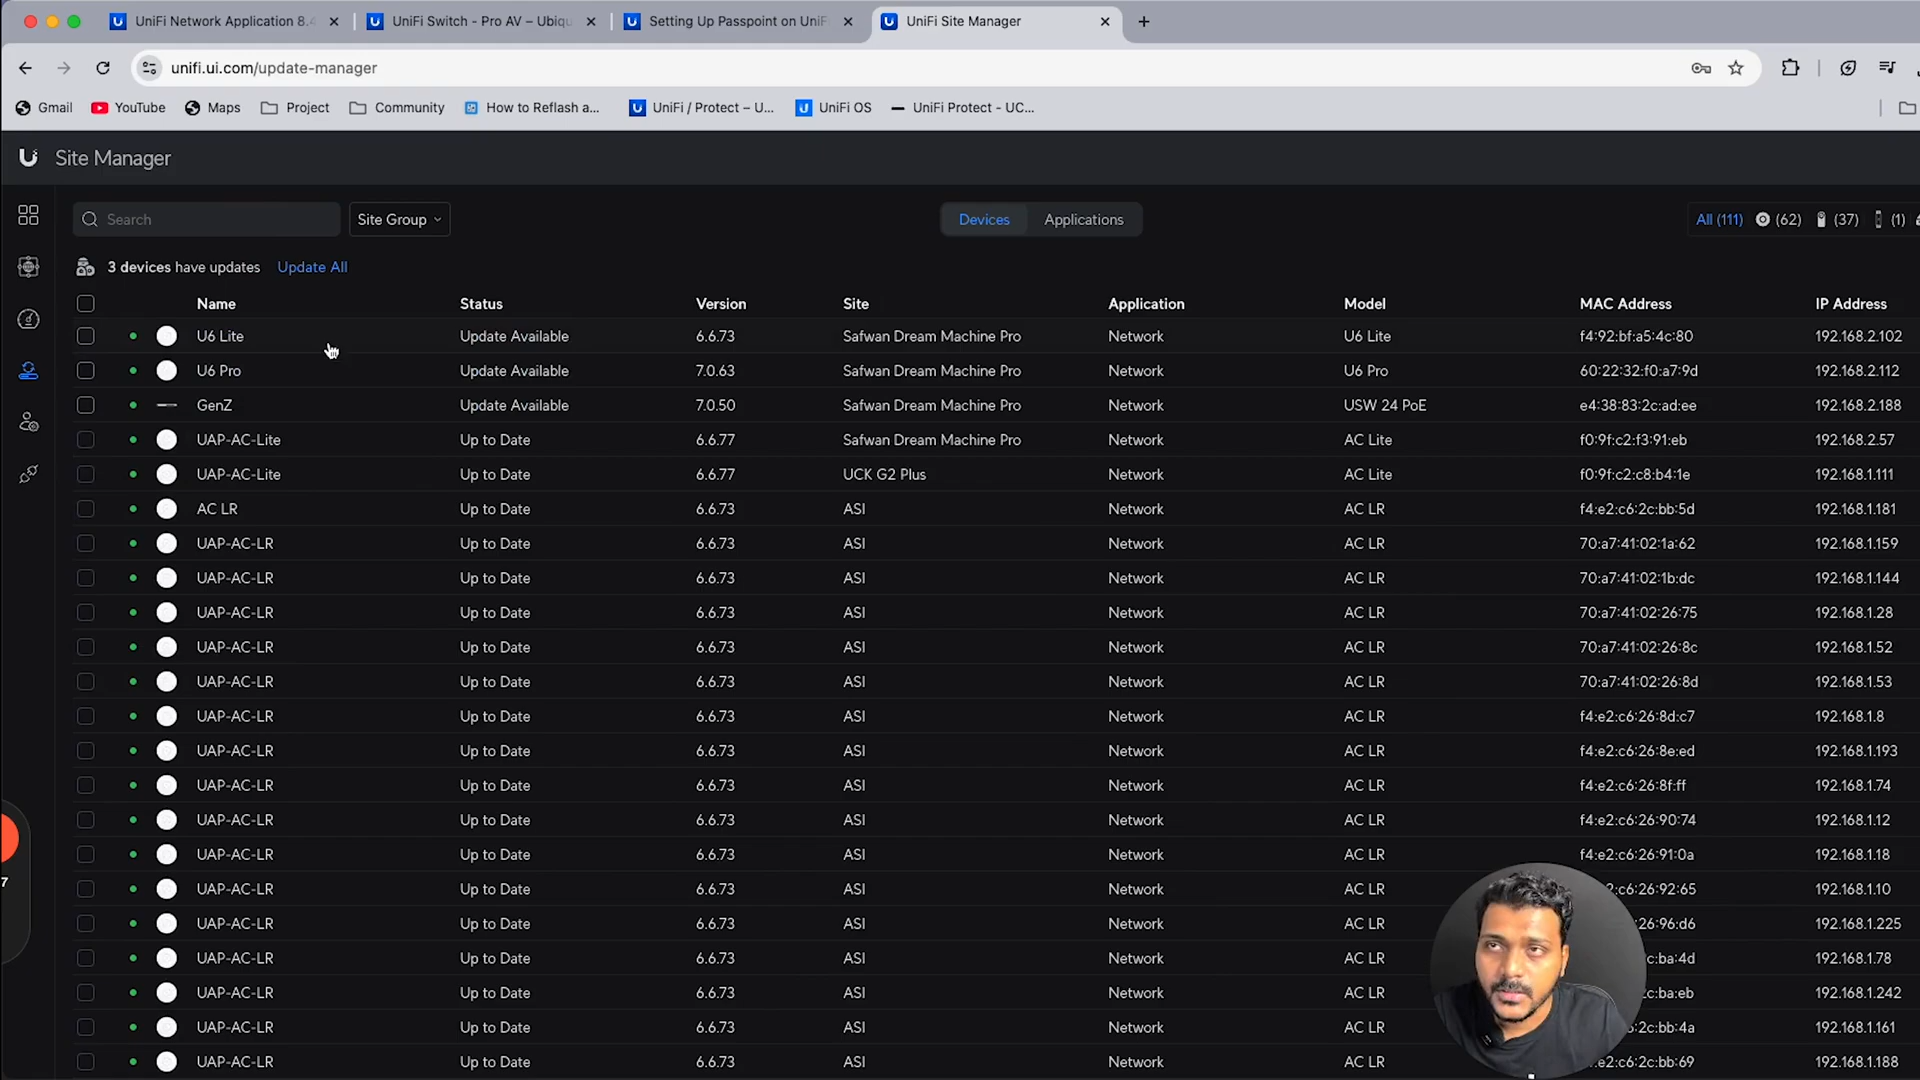 UniFi Network Application 8.4
UniFi Switch - Pro AV – Ubiqu
Setting Up Passpoint on UniF
UniFi Site Manager
unifi.ui.com/update-manager
Gmail YouTube Maps Project Community How to Reflash a... UniFi / Protect – U... UniFi OS UniFi Protect - UC...
Site Manager
Search Site Group Devices Applications All (111) (62) (37) (1)
3 devices have updates Update All
Name Status Version Site Application Model MAC Address IP Address
U6 Lite Update Available 6.6.73 Safwan Dream Machine Pro Network U6 Lite f4:92:bf:a5:4c:80 192.168.2.102
U6 Pro Update Available 7.0.63 Safwan Dream Machine Pro Network U6 Pro 60:22:32:f0:a7:9d 192.168.2.112
GenZ Update Available 7.0.50 Safwan Dream Machine Pro Network USW 24 PoE e4:38:83:2c:ad:ee 192.168.2.188
UAP-AC-Lite Up to Date 6.6.77 Safwan Dream Machine Pro Network AC Lite f0:9f:c2:f3:91:eb 192.168.2.57
UAP-AC-Lite Up to Date 6.6.77 UCK G2 Plus Network AC Lite f0:9f:c2:c8:b4:1e 192.168.1.111
AC LR Up to Date 6.6.73 ASI Network AC LR f4:e2:c6:2c:bb:5d 192.168.1.181
UAP-AC-LR Up to Date 6.6.73 ASI Network AC LR 70:a7:41:02:1a:62 192.168.1.159
UAP-AC-LR Up to Date 6.6.73 ASI Network AC LR 70:a7:41:02:1b:dc 192.168.1.144
UAP-AC-LR Up to Date 6.6.73 ASI Network AC LR 70:a7:41:02:26:75 192.168.1.28
UAP-AC-LR Up to Date 6.6.73 ASI Network AC LR 70:a7:41:02:26:8c 192.168.1.52
UAP-AC-LR Up to Date 6.6.73 ASI Network AC LR 70:a7:41:02:26:8d 192.168.1.53
UAP-AC-LR Up to Date 6.6.73 ASI Network AC LR f4:e2:c6:26:8d:c7 192.168.1.8
UAP-AC-LR Up to Date 6.6.73 ASI Network AC LR f4:e2:c6:26:8e:ed 192.168.1.193
UAP-AC-LR Up to Date 6.6.73 ASI Network AC LR f4:e2:c6:26:8f:ff 192.168.1.74
UAP-AC-LR Up to Date 6.6.73 ASI Network AC LR f4:e2:c6:26:90:74 192.168.1.12
UAP-AC-LR Up to Date 6.6.73 ASI Network AC LR f4:e2:c6:26:91:0a 192.168.1.18
UAP-AC-LR Up to Date 6.6.73 ASI Network AC LR 2:c6:26:92:65 192.168.1.10
UAP-AC-LR Up to Date 6.6.73 ASI Network AC LR :c6:26:96:d6 192.168.1.225
UAP-AC-LR Up to Date 6.6.73 ASI Network AC LR c:ba:4d 192.168.1.78
UAP-AC-LR Up to Date 6.6.73 ASI Network AC LR c:ba:eb 192.168.1.242
UAP-AC-LR Up to Date 6.6.73 ASI Network AC LR 2c:bb:4a 192.168.1.161
UAP-AC-LR Up to Date 6.6.73 ASI Network AC LR e2:c6:2c:bb:69 192.168.1.188
7